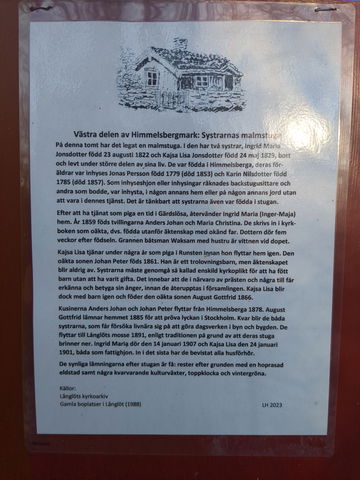 Västra delen av Himmelsbergmark: Systrarnas malmstuga
På denna tomt har det legat en malmstuga. I den har två systrar, Ingrid Maria
Jonsdotter född 23 augusti 1822 och Kajsa Lisa Jonsdotter född 24 maj 1829, bott
och levt under större delen av sina liv. De var födda i Himmelsberga, deras för-
äldrar var inhyses Jonas Persson född 1779 (död 1853) och Karin Nilsdotter född
1785 (död 1857). Som inhyseshjon eller inhysingar räknades backstugusittare och
andra som bodde, var inhysta, i någon annans hem eller på någon annans jord utan
att vara i dennes tjänst. Det är tänkbart att systrarna även var födda i stugan.
Efter att ha tjänat som piga en tid i Gärdslösa, återvänder Ingrid Maria (Inger-Maja)
hem. År 1859 föds tvillingarna Anders Johan och Maria Christina. De skrivs in i kyrk-
boken som oäkta, dvs. födda utanför äktenskap med okänd far. Dottern dör fem
veckor efter födseln. Grannen båtsman Waksam med hustru är vittnen vid dopet.
Kajsa Lisa tjänar under några år som piga i Runsten innan hon flyttar hem igen. Den
oäkta sonen Johan Peter föds 1861. Han är ett trolovningsbarn, men äktenskapet
blir aldrig av. Systrarna måste genomgå så kallad enskild kyrkoplikt för att ha fött
barn utan att ha varit gifta. Det innebar att de i närvaro av prästen och några till får
erkänna och betyga sin ånger, innan de återupptas i församlingen. Kajsa Lisa blir
dock med barn igen och föder den oäkta sonen August Gottfrid 1866.
Kusinerna Anders Johan och Johan Peter flyttar från Himmelsberga 1878. August
Gottfrid lämnar hemmet 1885 för att pröva lyckan i Stockholm. Kvar blir de båda
systrarna, som får försöka livnära sig på att göra dagsverken i byn och bygden. De
flyttar till Långlöts mosse 1891, enligt traditionen på grund av att deras stuga
brinner ner. Ingrid Maria dör den 14 januari 1907 och Kajsa Lisa den 24 januari
1901, båda som fattighjon. In i det sista har de bevistat alla husförhör.
De synliga lämningarna efter stugan är få: rester efter grunden med en hoprasad
eldstad samt några kvarvarande kulturväxter, toppklocka och vintergröna.
Källor:
Långlöts kyrkoarkiv
Gamla boplatser i Långlöt (1988)
LH 2023